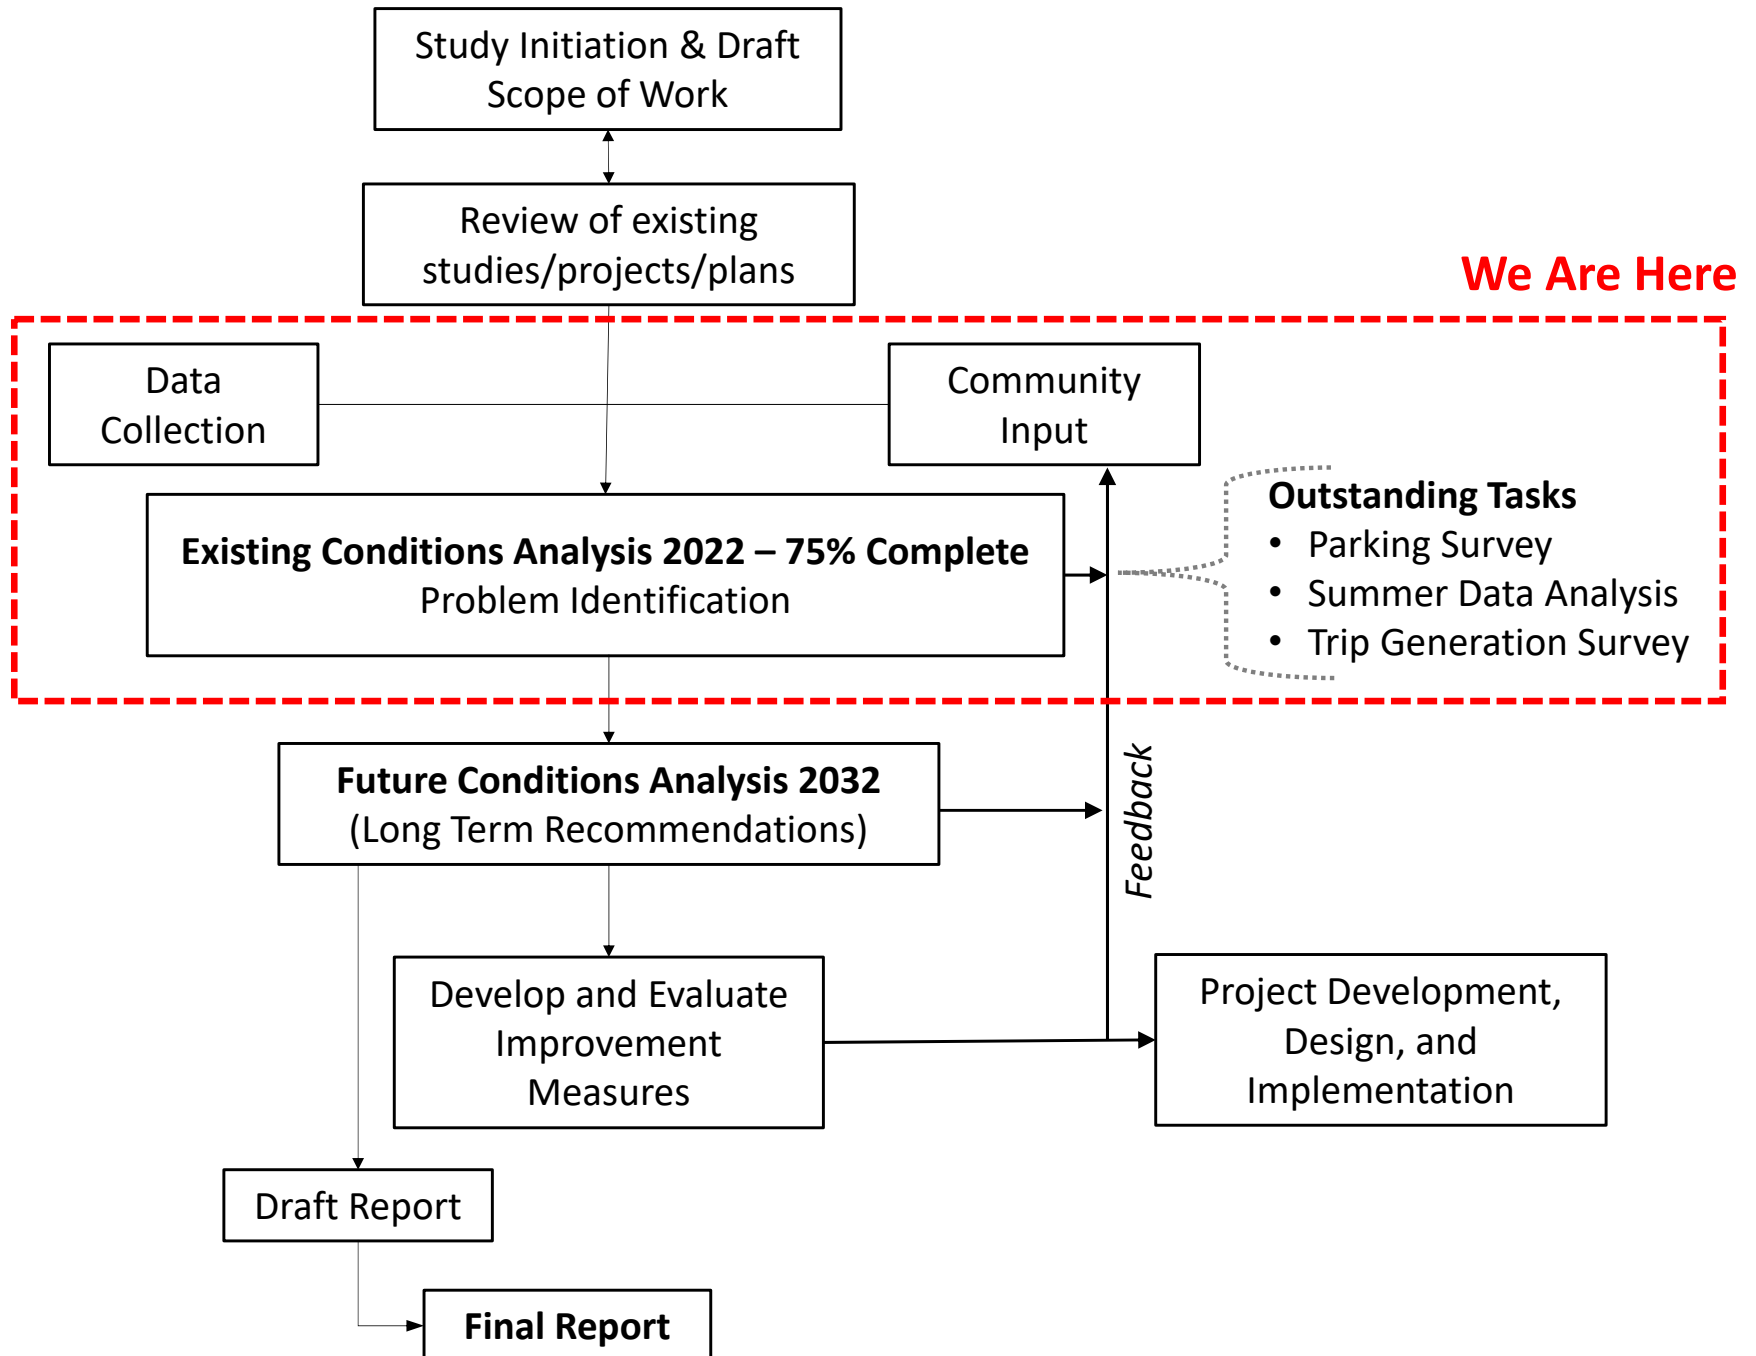 Study Initiation & Draft
Scope of Work
Review of existing
studies/projects/plans
We Are Here
Data
Collection
Community
Input
Existing Conditions Analysis 2022 – 75% Complete
Problem Identification
Outstanding Tasks
• Parking Survey
• Summer Data Analysis
• Trip Generation Survey
Future Conditions Analysis 2032
(Long Term Recommendations)
Feedback
Develop and Evaluate
Improvement
Measures
Project Development,
Design, and
Implementation
Draft Report
Final Report